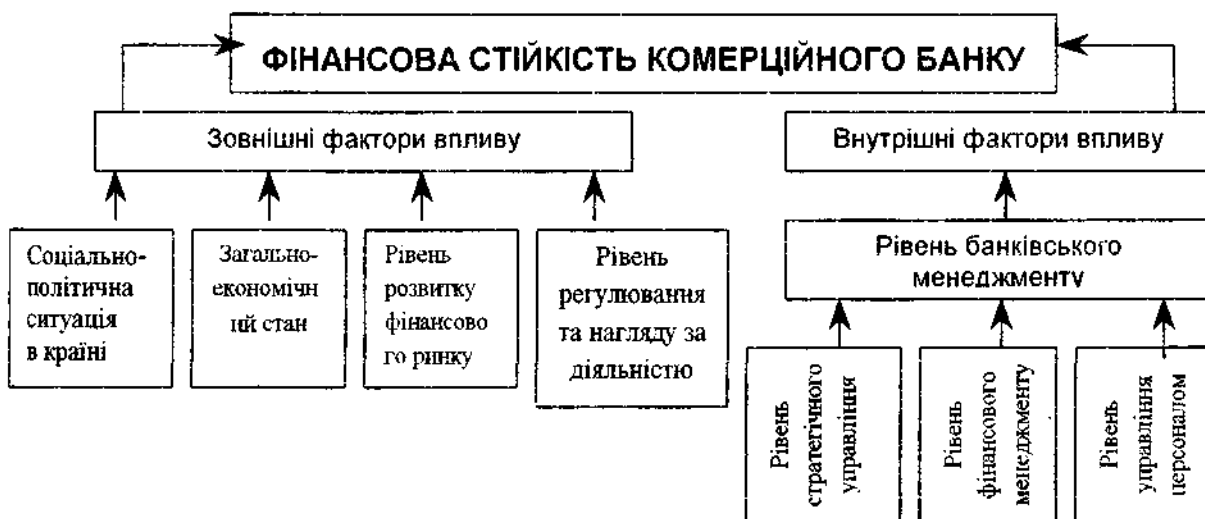 ФІНАНСОВА СТІЙКІСТЬ КОМЕРЦІЙНОГО БАНКУ
Зовнішні фактори впливу
Внутрішні фактори впливу
Соціально-
політична
ситуація
в країні
Загально-
економічн
ий стан
Рівень
розвитку
фінансово
го ринку
Рівень
регулювання
та нагляду за
діяльністю
Рівень банківського
менеджменту
Рівень
стратегічного
управління
Рівень
фінансового
менеджменту
Рівень
управління
персоналом